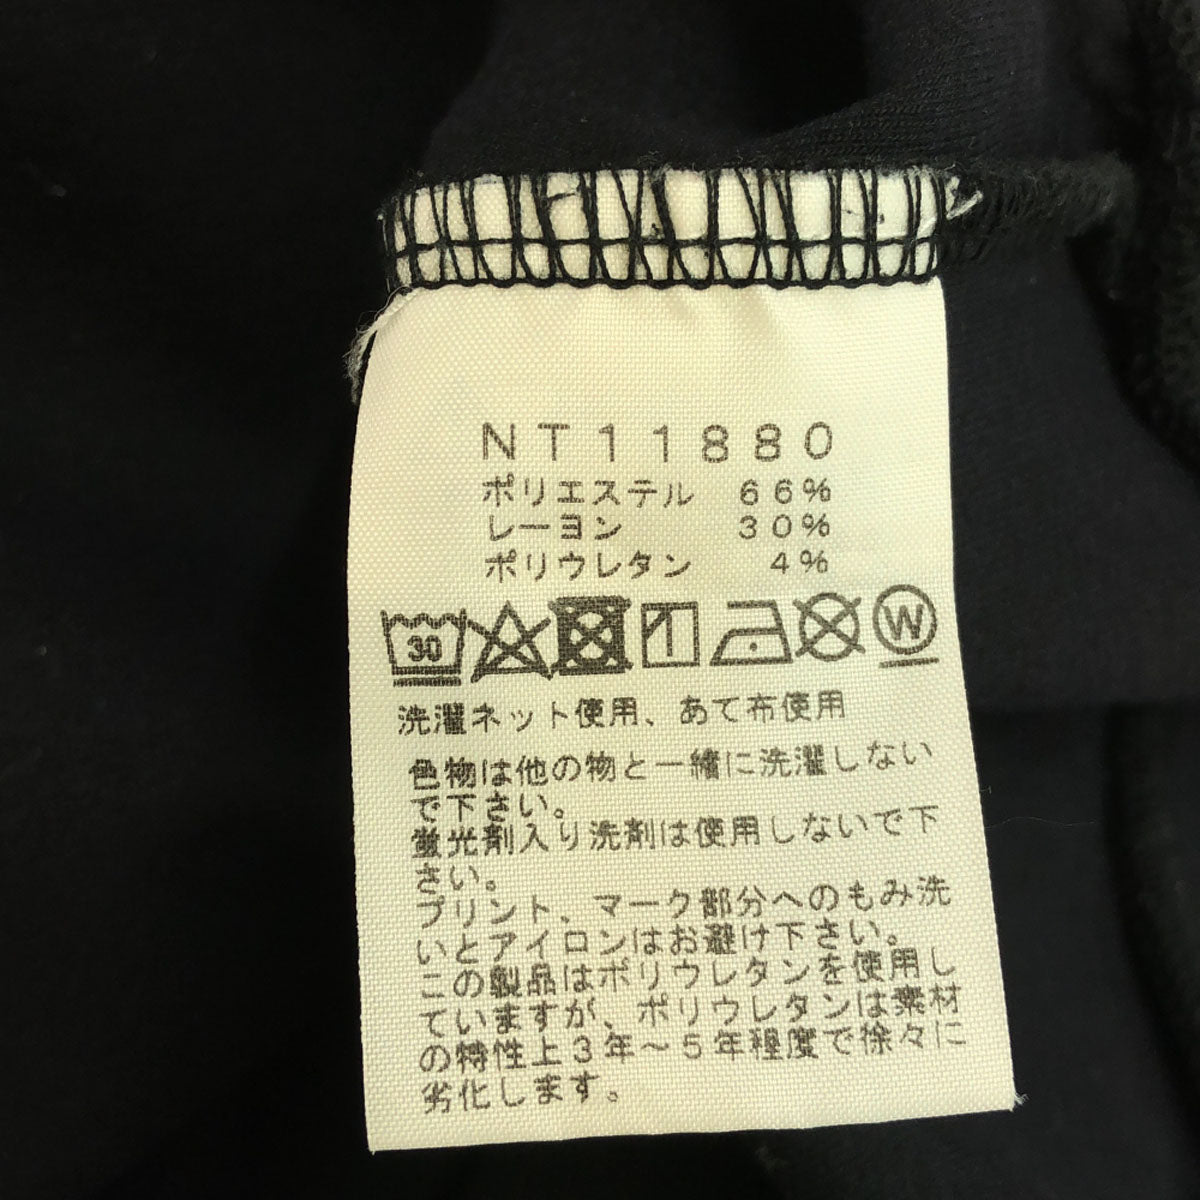 NT11880
ポリエステル 66%
レーヨン 30%
ポリウレタン 4%
30 W
洗濯ネット使用、あて布使用
色物は他の物と一緒に洗濯しない
で下さい。
蛍光剤入り洗剤は使用しないで下
さい。
プリント、マーク部分へのもみ洗
いとアイロンはお避け下さい。
この製品はポリウレタンを使用し
ていますが、ポリウレタンは素材
の特性上3年～5年程度で徐々に
劣化します。